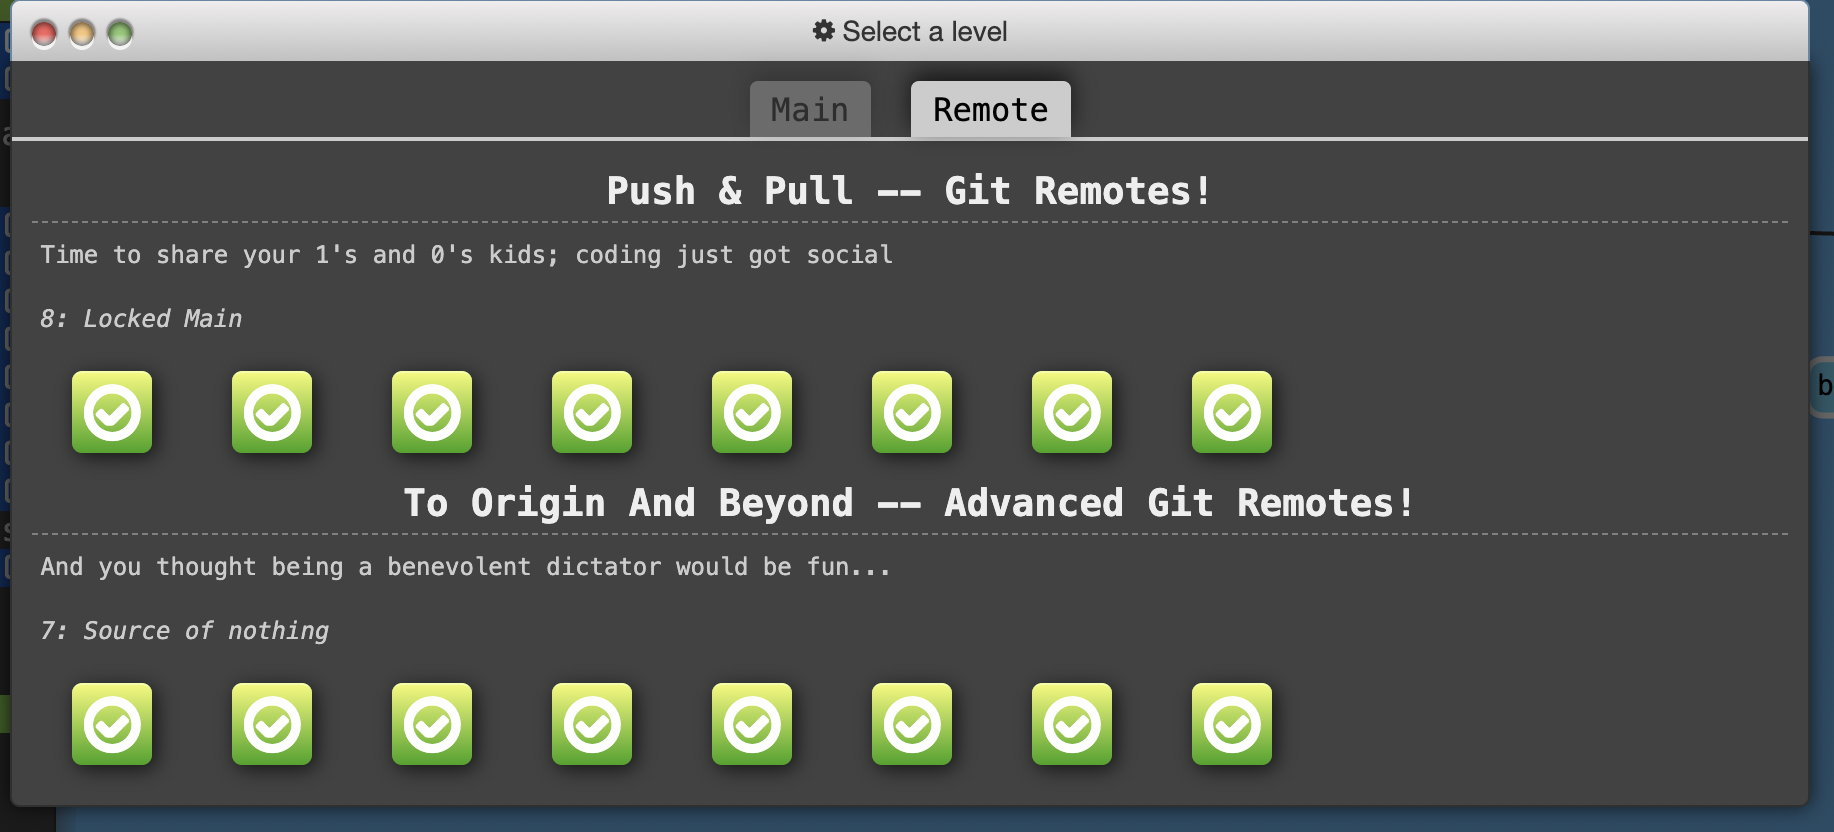 Select a level
Main
Remote
Push & Pull -- Git Remotes!
Time to share your 1's and 0's kids; coding just got social
8: Locked Main
To Origin And Beyond -- Advanced Git Remotes!
And you thought being a benevolent dictator would be fun...
7: Source of nothing
b